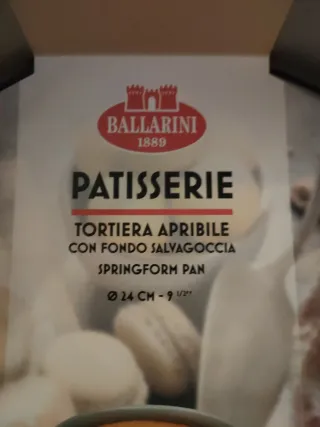 BALLARINI
1889
PATISSERIE
TORTIERA APRIBILE
CON FONDO SALVAGOCCIA
SPRINGFORM PAN
Ø 24 CM - 9 1/2"